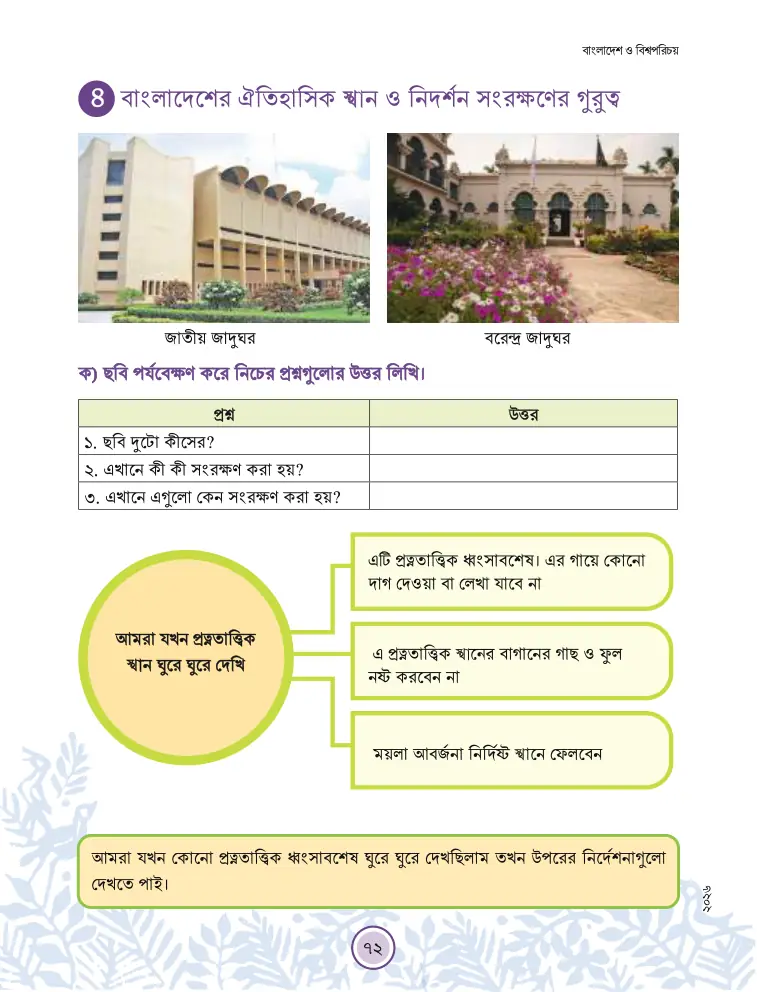 বাংলাদেশ ও বিশ্বপরিচয়
৪ বাংলাদেশের ঐতিহাসিক স্থান ও নিদর্শন সংরক্ষণের গুরুত্ব
জাতীয় জাদুঘর
বরেন্দ্র জাদুঘর
ক) ছবি পর্যবেক্ষণ করে নিচের প্রশ্নগুলোর উত্তর লিখি।
প্রশ্ন
উত্তর
১. ছবি দুটো কীসের?
২. এখানে কী কী সংরক্ষণ করা হয়?
৩. এখানে এগুলো কেন সংরক্ষণ করা হয়?
আমরা যখন প্রত্নতাত্ত্বিক
স্থান ঘুরে ঘুরে দেখি
এটি প্রত্নতাত্ত্বিক ধ্বংসাবশেষ। এর গায়ে কোনো
দাগ দেওয়া বা লেখা যাবে না
এ প্রত্নতাত্ত্বিক স্থানের বাগানের গাছ ও ফুল
নষ্ট করবেন না
ময়লা আবর্জনা নির্দিষ্ট স্থানে ফেলবেন
আমরা যখন কোনো প্রত্নতাত্ত্বিক ধ্বংসাবশেষ ঘুরে ঘুরে দেখছিলাম তখন উপরের নির্দেশনাগুলো
দেখতে পাই।
২০২৬
৭২